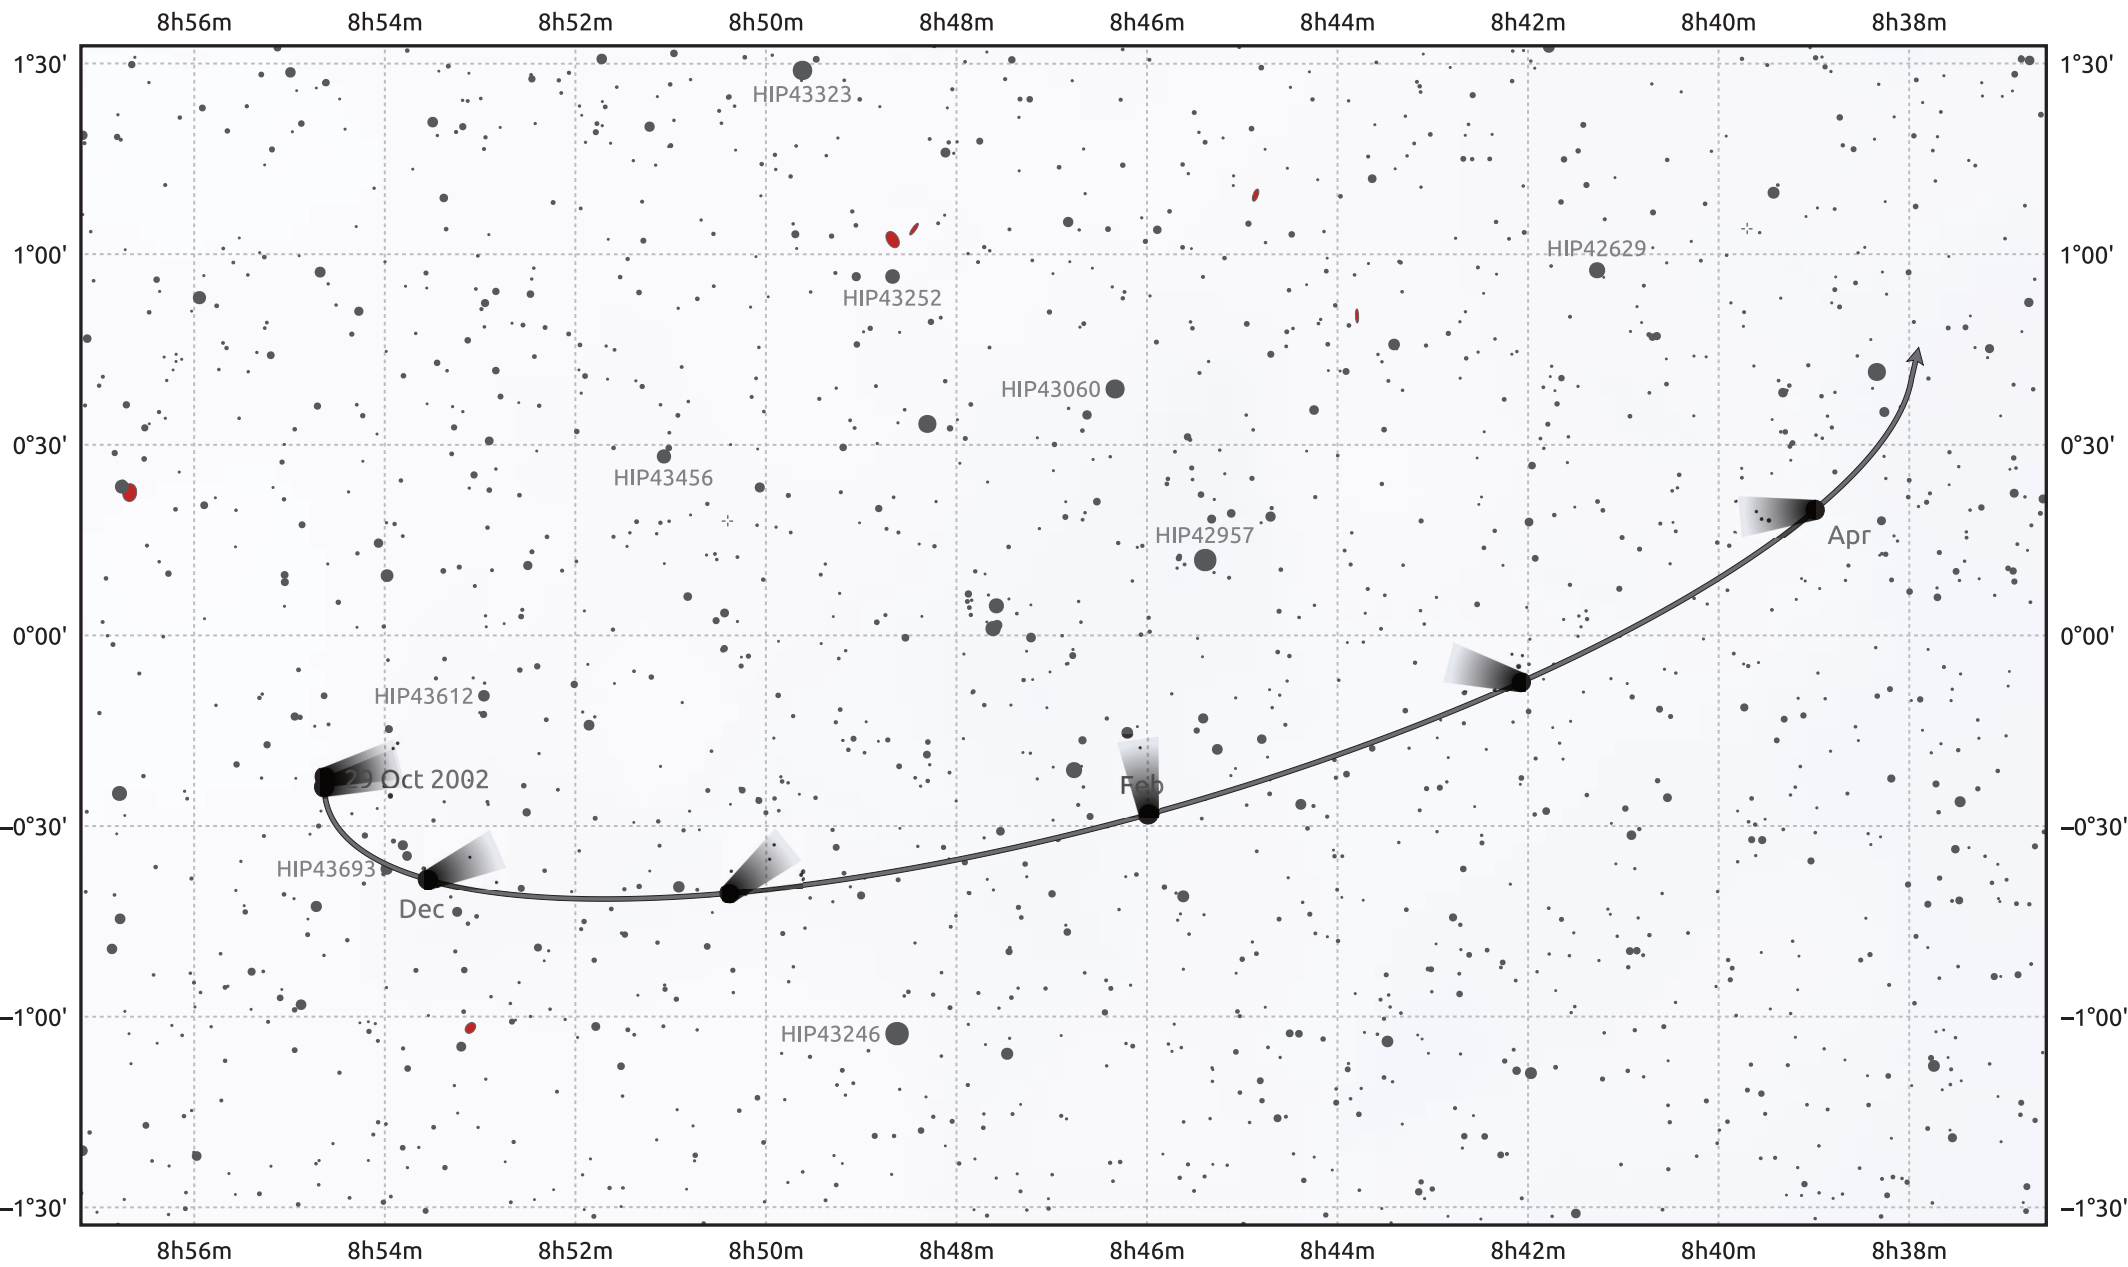 8h56m 8h54m 8h52m 8h50m 8h48m 8h46m 8h44m 8h42m 8h40m 8h38m
1°30' 1°30'
HIP43323
1°00' HIP42629 1°00'
HIP43252
HIP43060
0°30' 0°30'
HIP43456
HIP42957
Apr
0°00' 0°00'
HIP43612
29 Oct 2002
Feb
−0°30' −0°30'
HIP43693
Dec
−1°00' −1°00'
HIP43246
−1°30' −1°30'
8h56m 8h54m 8h52m 8h50m 8h48m 8h46m 8h44m 8h42m 8h40m 8h38m